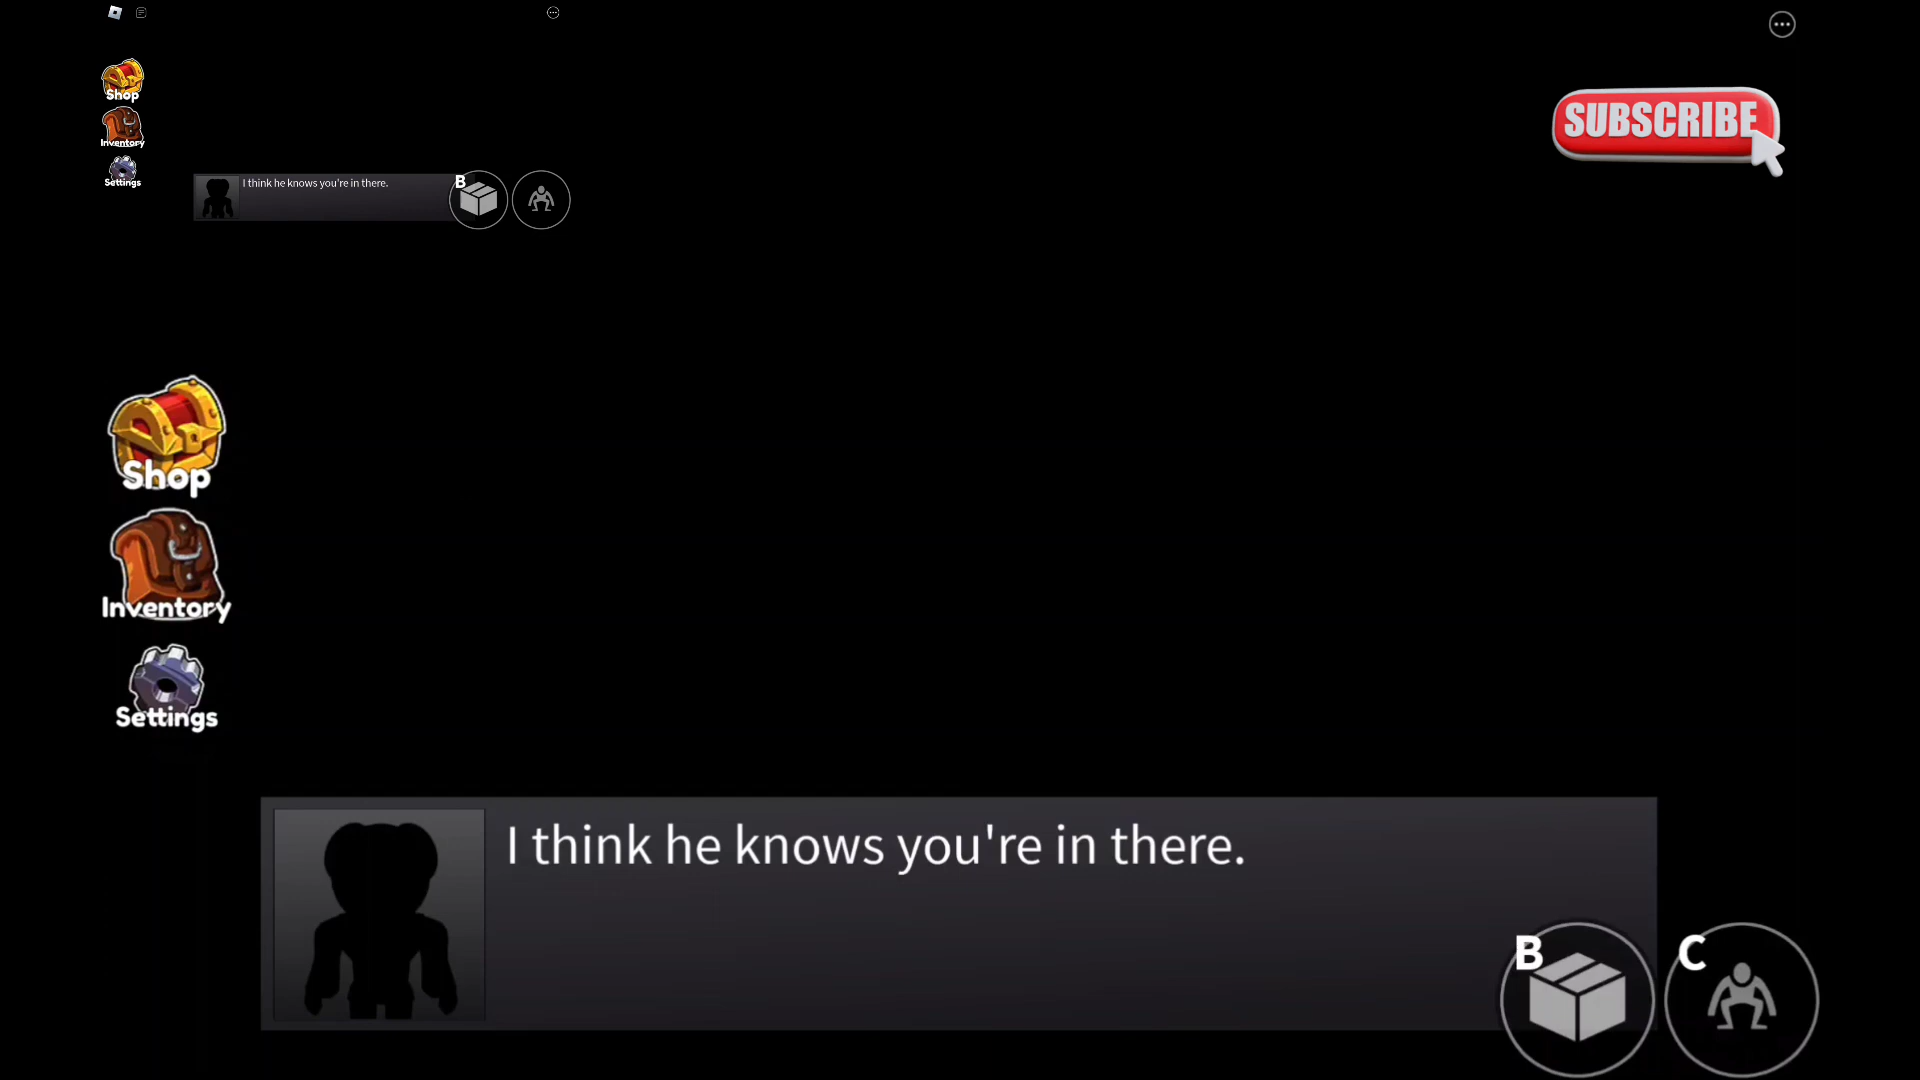 Shop
Inventory
Settings
I think he knows you're in there.
B
SUBSCRIBE
Shop
Inventory
Settings
I think he knows you're in there.
B
C